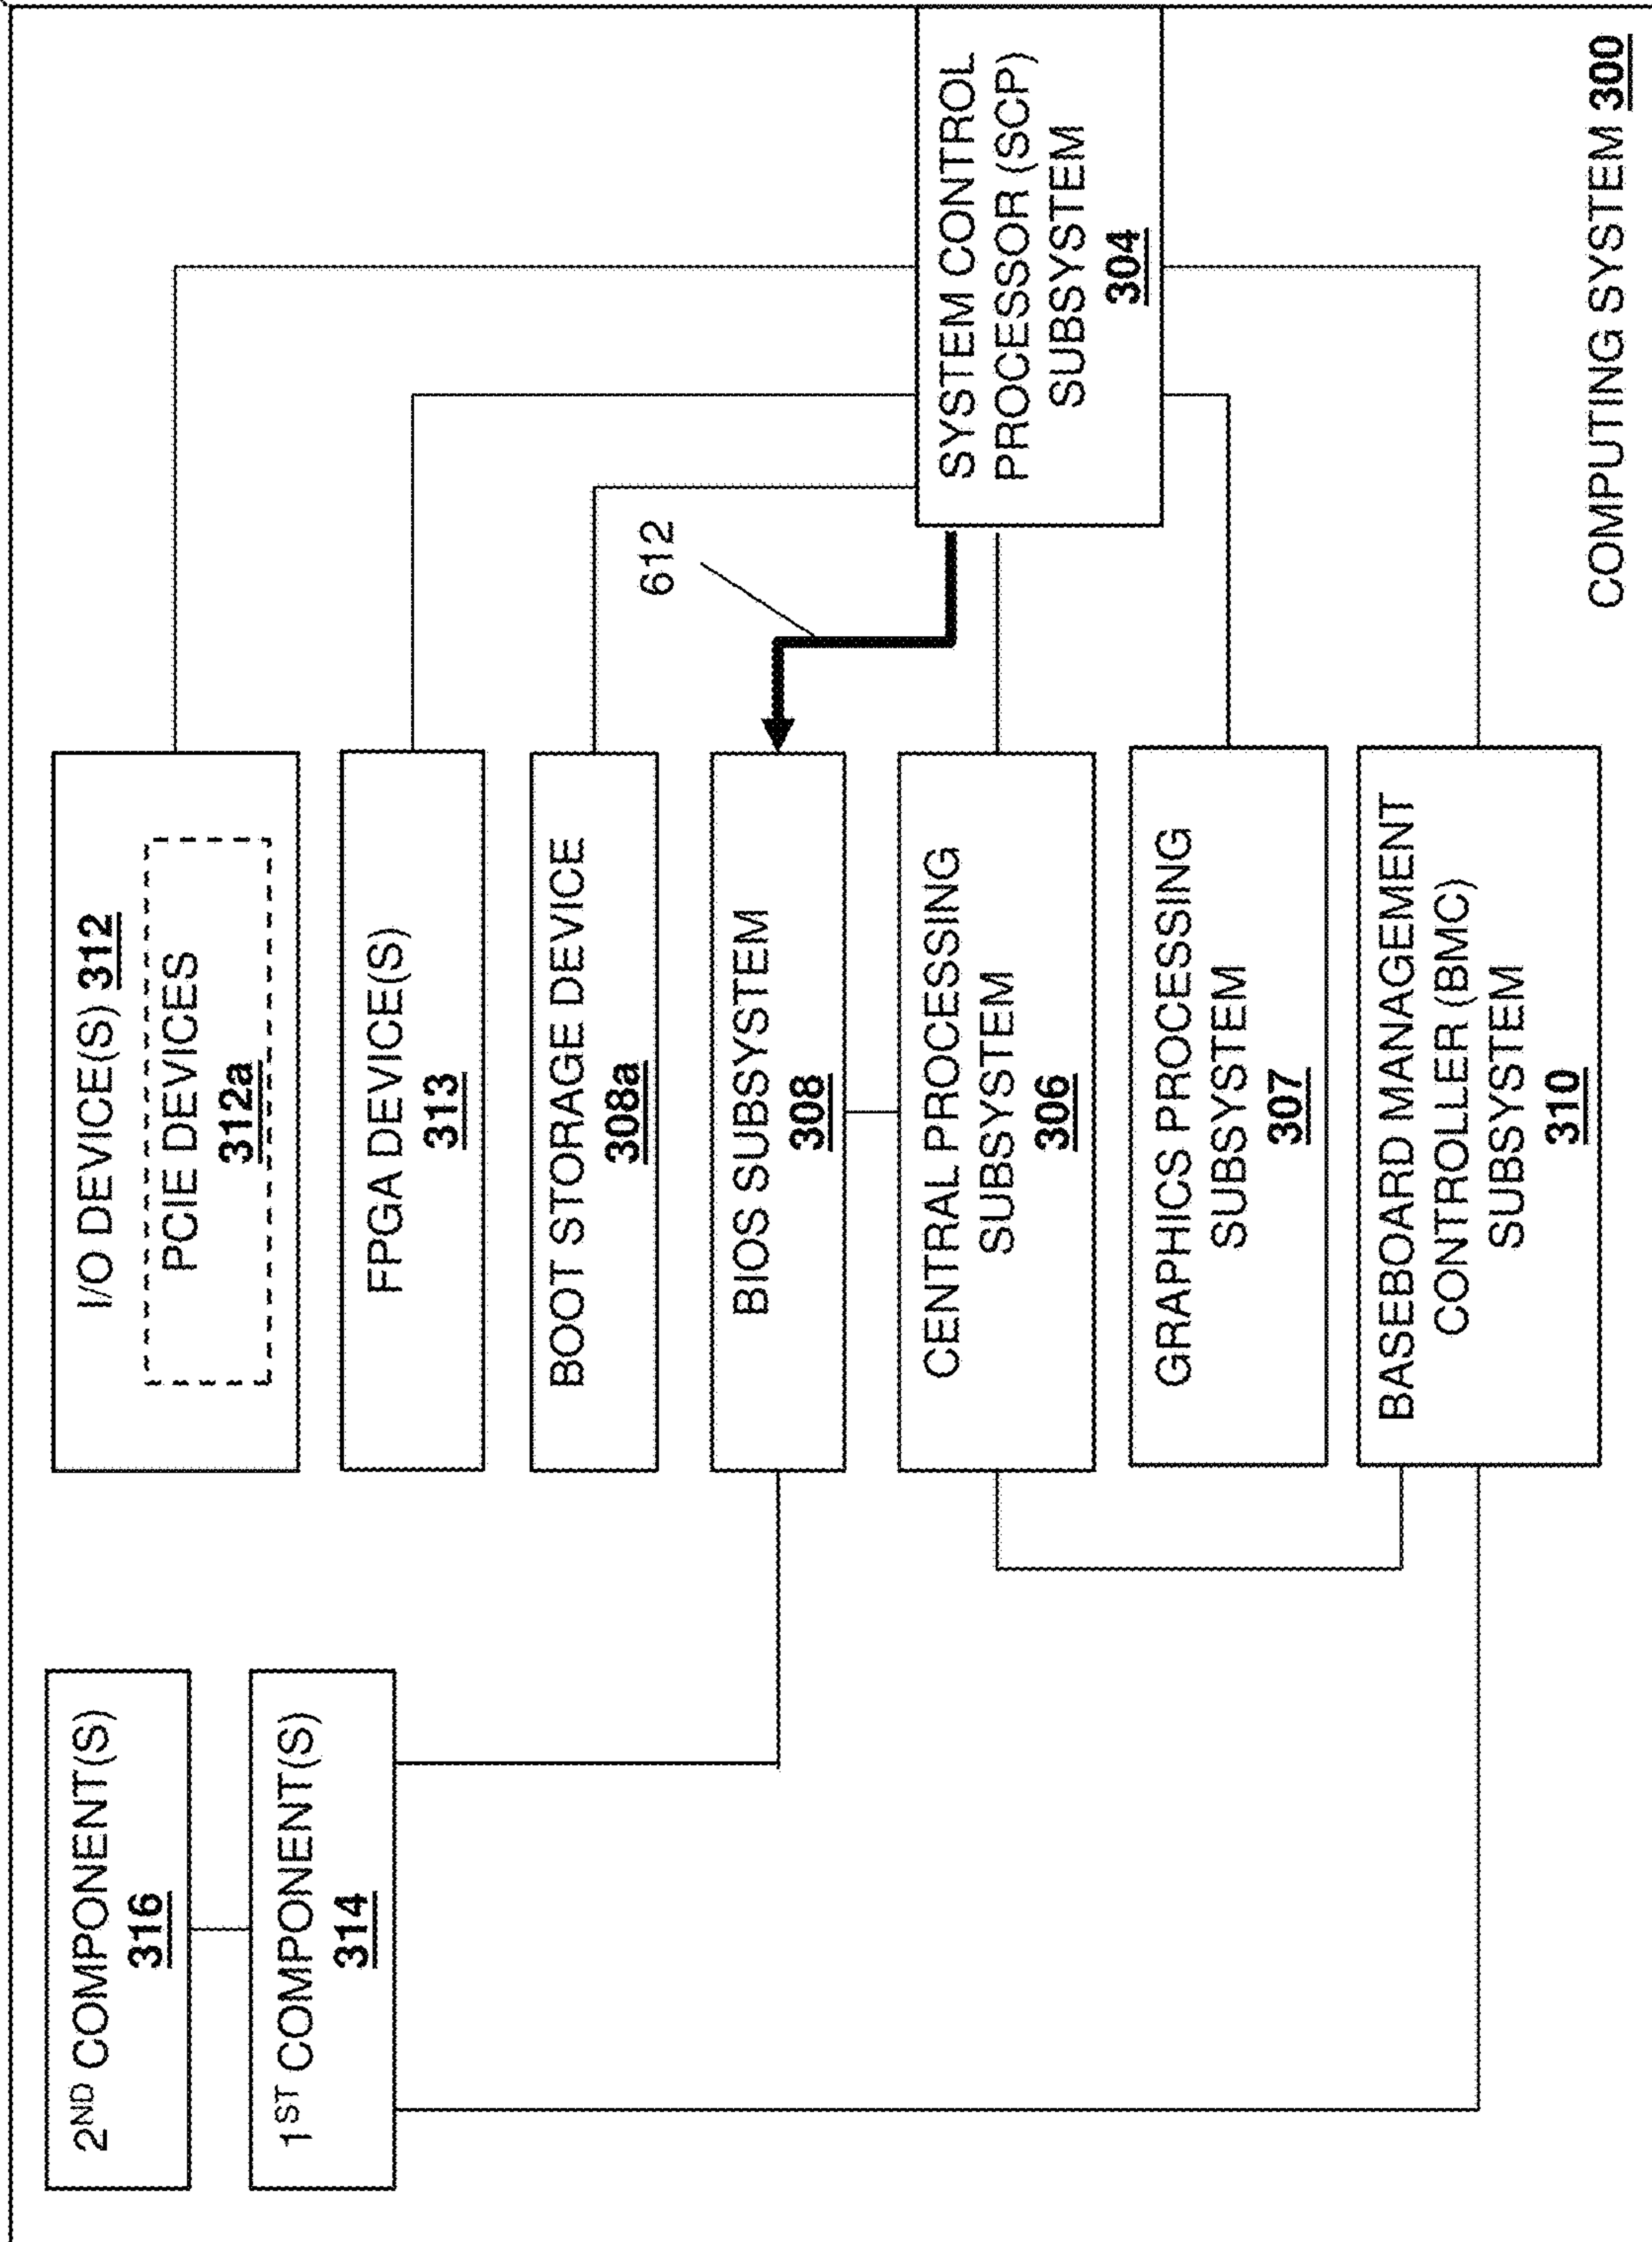 2ND COMPONENT(S)
316
1ST COMPONENT(S)
314
I/O DEVICE(S) 312
PCIE DEVICES
312a
FPGA DEVICE(S)
313
BOOT STORAGE DEVICE
308a
BIOS SUBSYSTEM
308
CENTRAL PROCESSING
SUBSYSTEM
306
GRAPHICS PROCESSING
SUBSYSTEM
307
BASEBOARD MANAGEMENT
CONTROLLER (BMC)
SUBSYSTEM
310
612
SYSTEM CONTROL
PROCESSOR (SCP)
SUBSYSTEM
304
COMPUTING SYSTEM 300